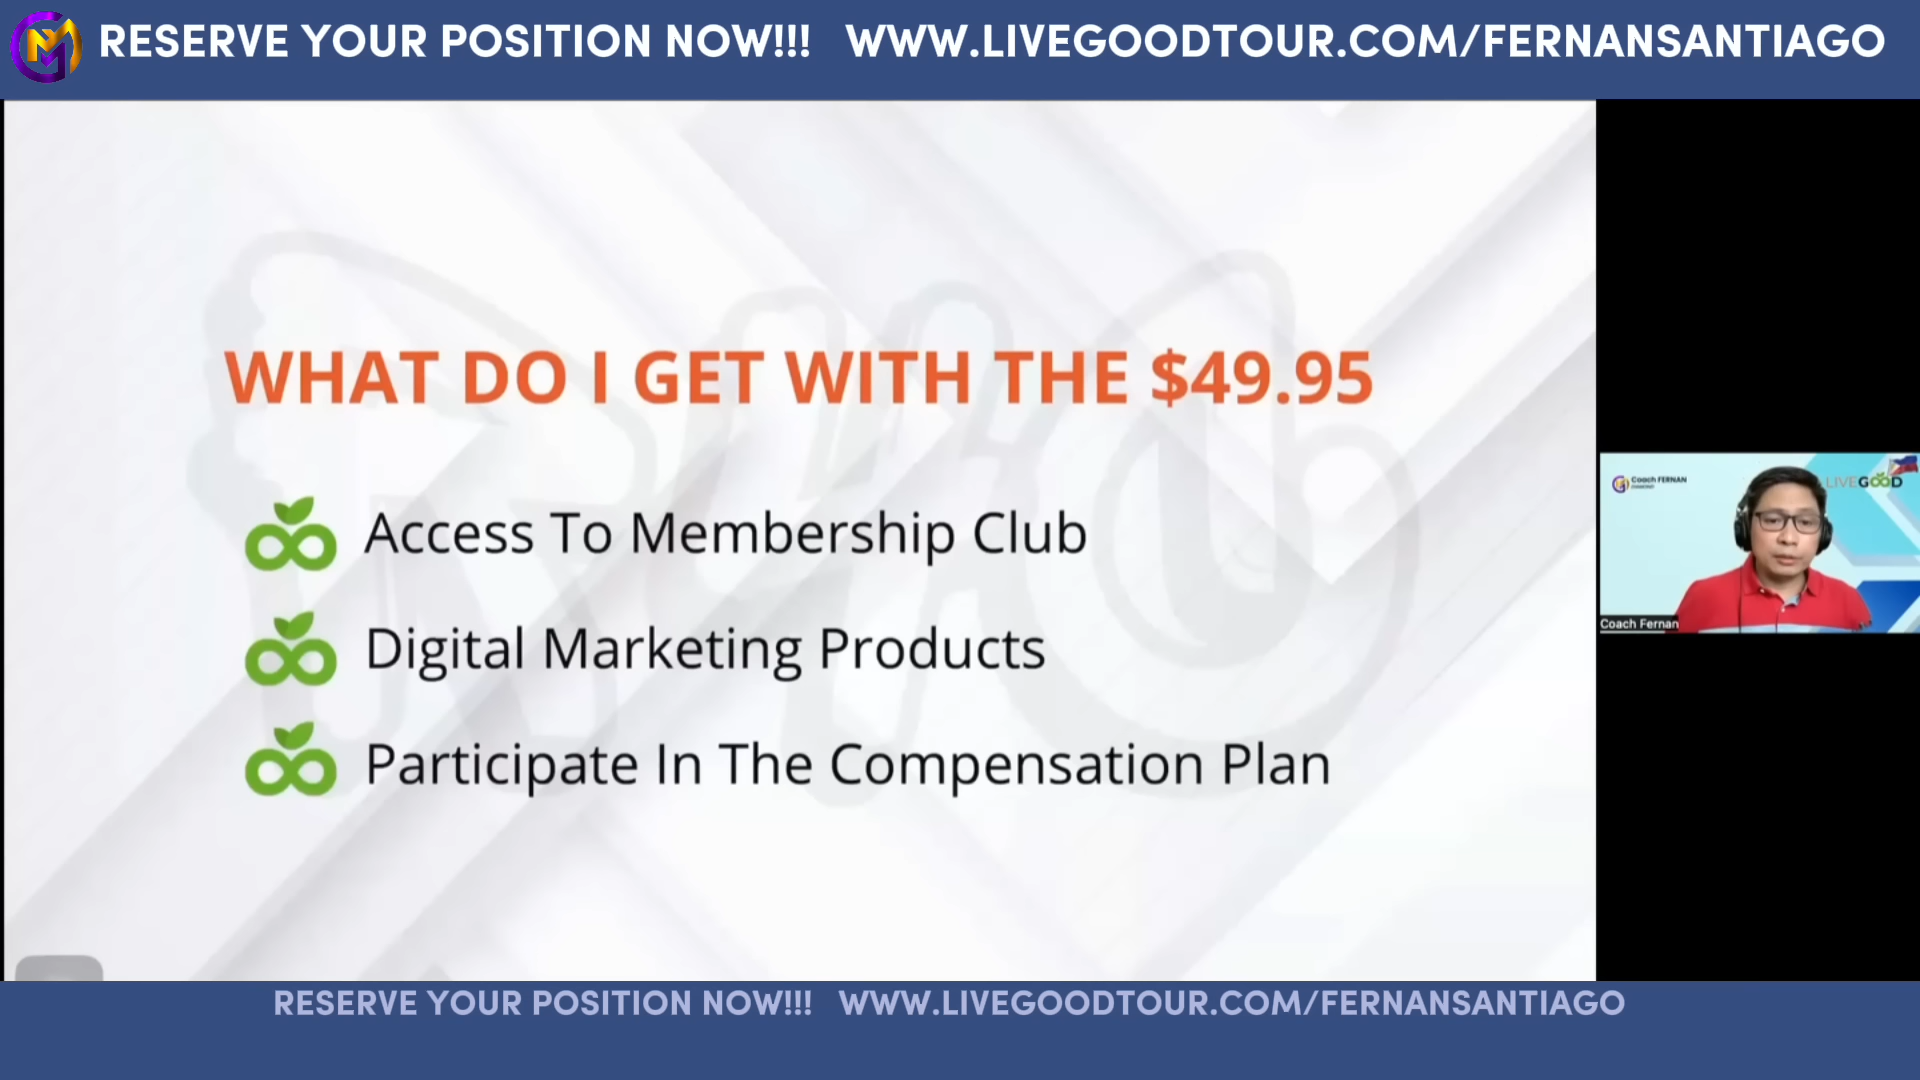 RESERVE YOUR POSITION NOW!!! WWW.LIVEGOODTOUR.COM/FERNANSANTIAGO
WHAT DO I GET WITH THE $49.95
Access To Membership Club
Digital Marketing Products
Participate In The Compensation Plan
Coach FERNAN
LIVEGOOD
Coach Fernan
RESERVE YOUR POSITION NOW!!! WWW.LIVEGOODTOUR.COM/FERNANSANTIAGO